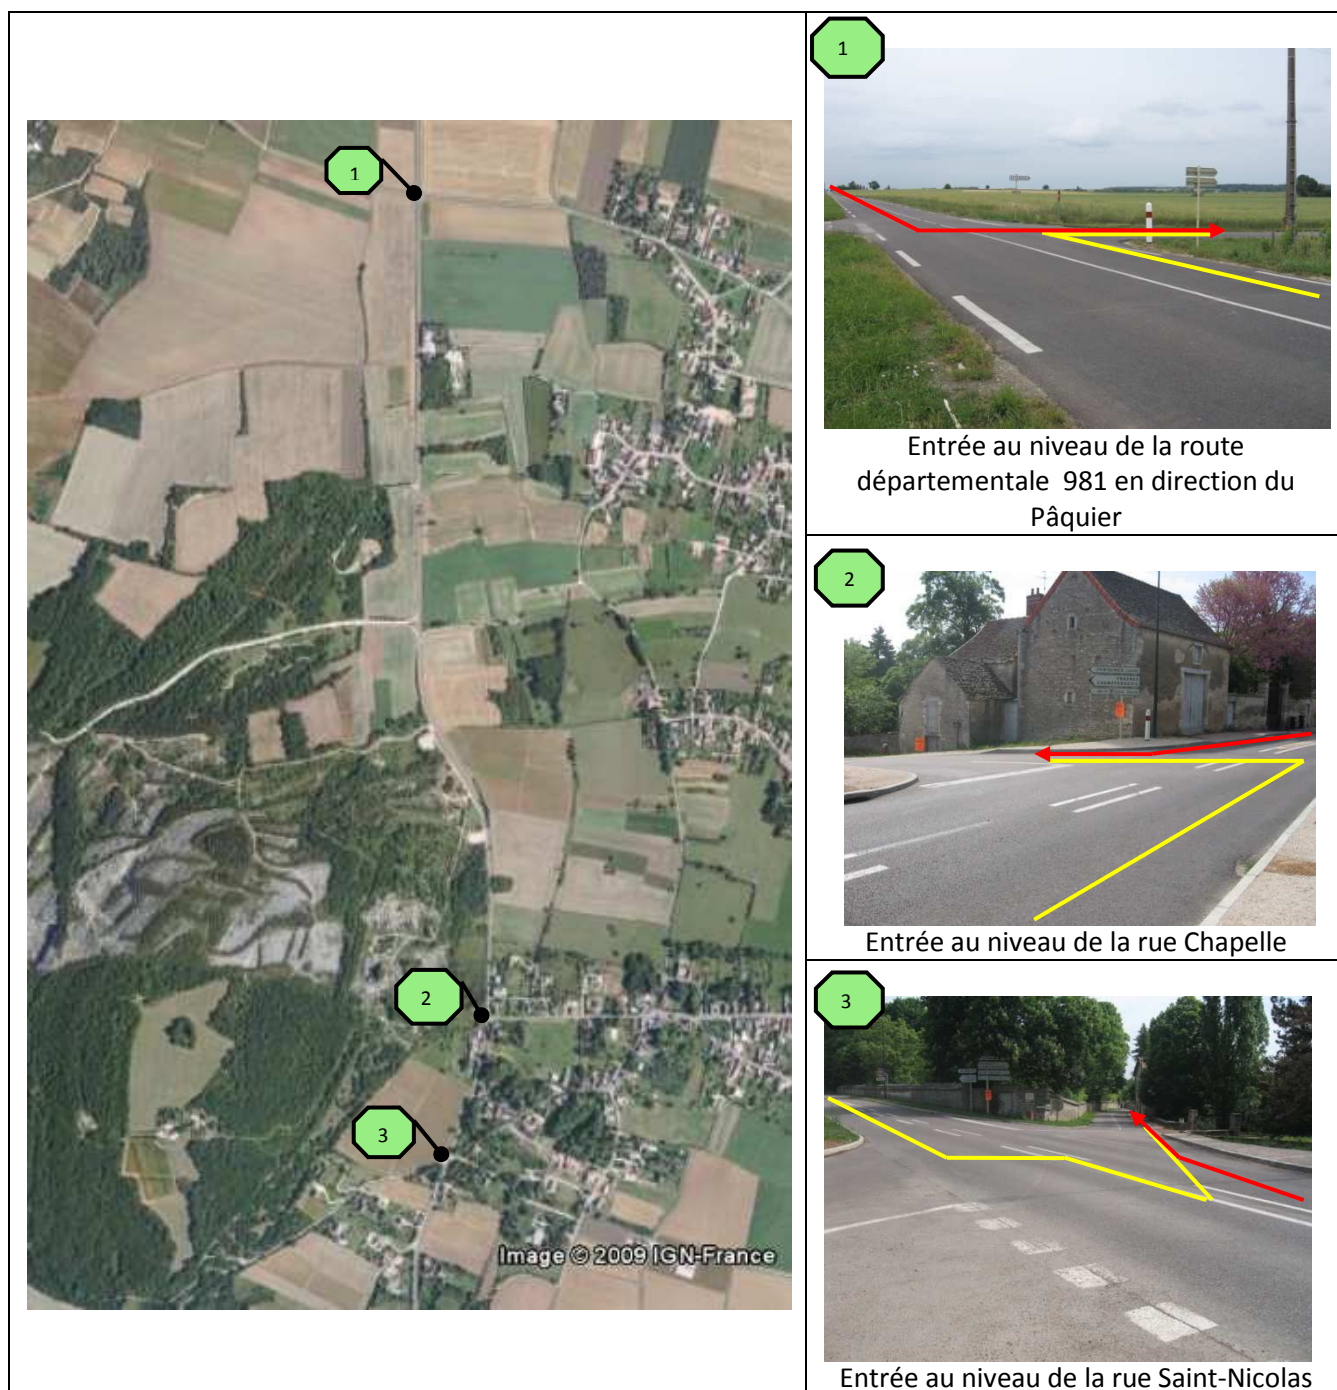 1
2
3
Image © 2009 IGN-France
1
Entrée au niveau de la route
départementale 981 en direction du
Pâquier
2
Entrée au niveau de la rue Chapelle
3
Entrée au niveau de la rue Saint-Nicolas